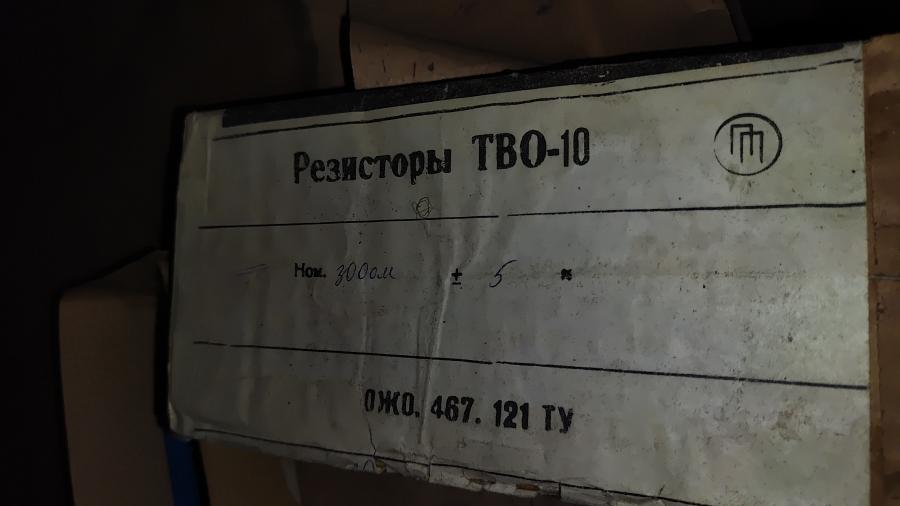 Резисторы ТВО-10
Ном. 300ом ± 5 %
ОЖО. 467. 121 ТУ